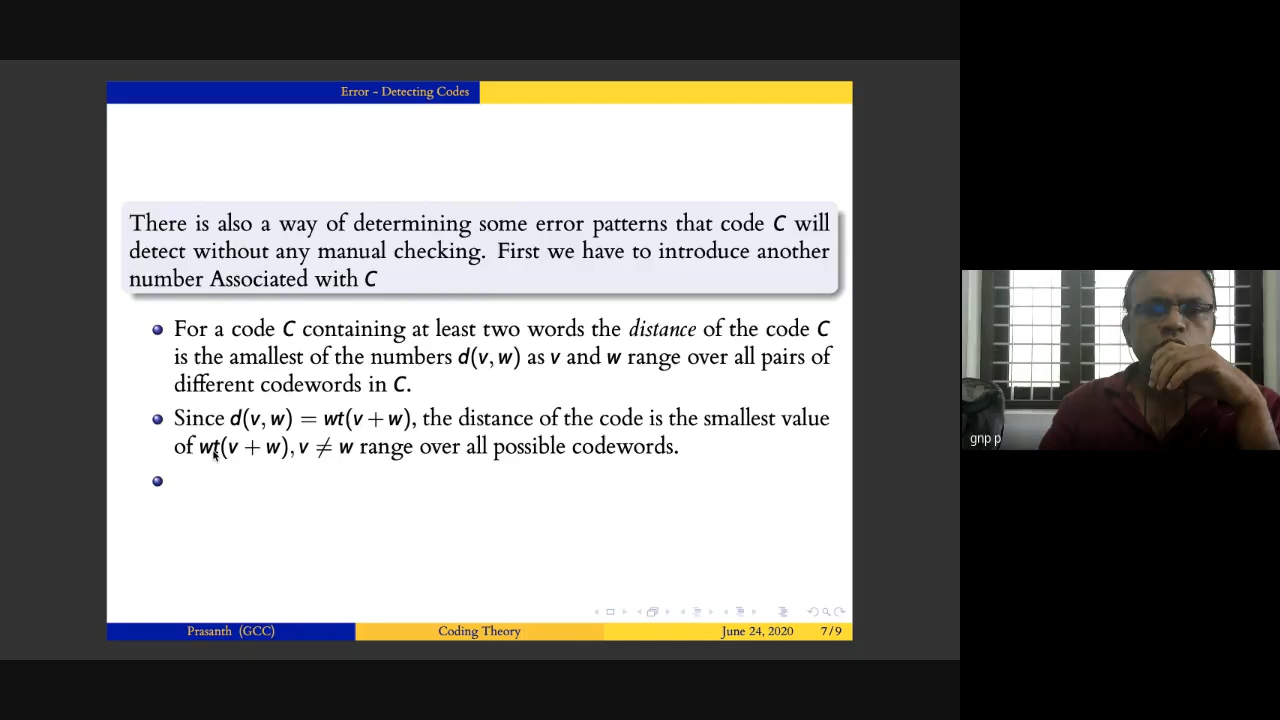 Error - Detecting Codes
There is also a way of determining some error patterns that code C will
detect without any manual checking. First we have to introduce another
number Associated with C
For a code C containing at least two words the distance of the code C
is the amallest of the numbers d(v, w) as v and w range over all pairs of
different codewords in C.
Since d(v, w) = wt(v + w), the distance of the code is the smallest value
of wt(v + w), v ≠ w range over all possible codewords.
Prasanth (GCC) Coding Theory June 24, 2020 7/9
gnp p